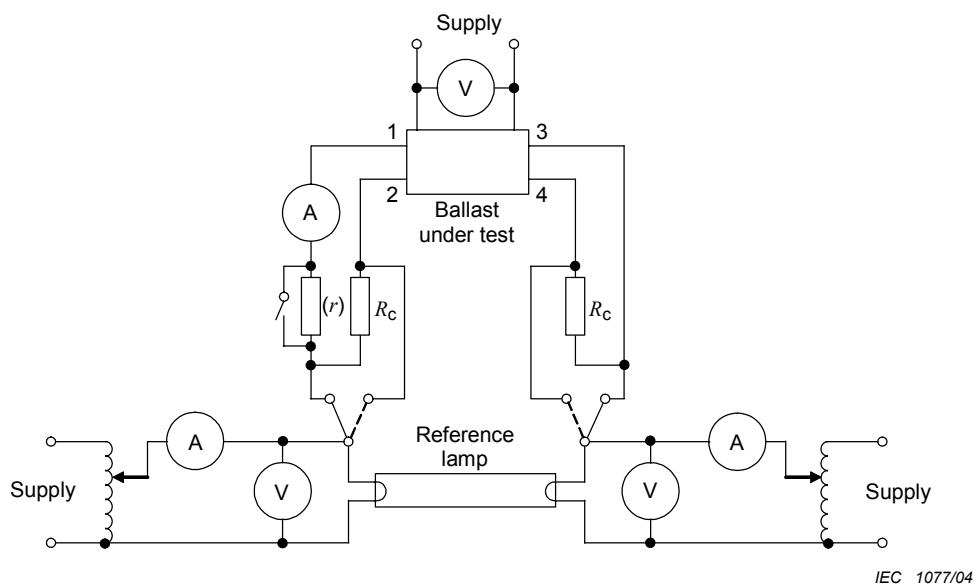 Supply
V
1
3
2
4
Ballast
under test
A
(r)
Rc
Rc
A
Reference
lamp
A
Supply
V
V
Supply
IEC 1077/04